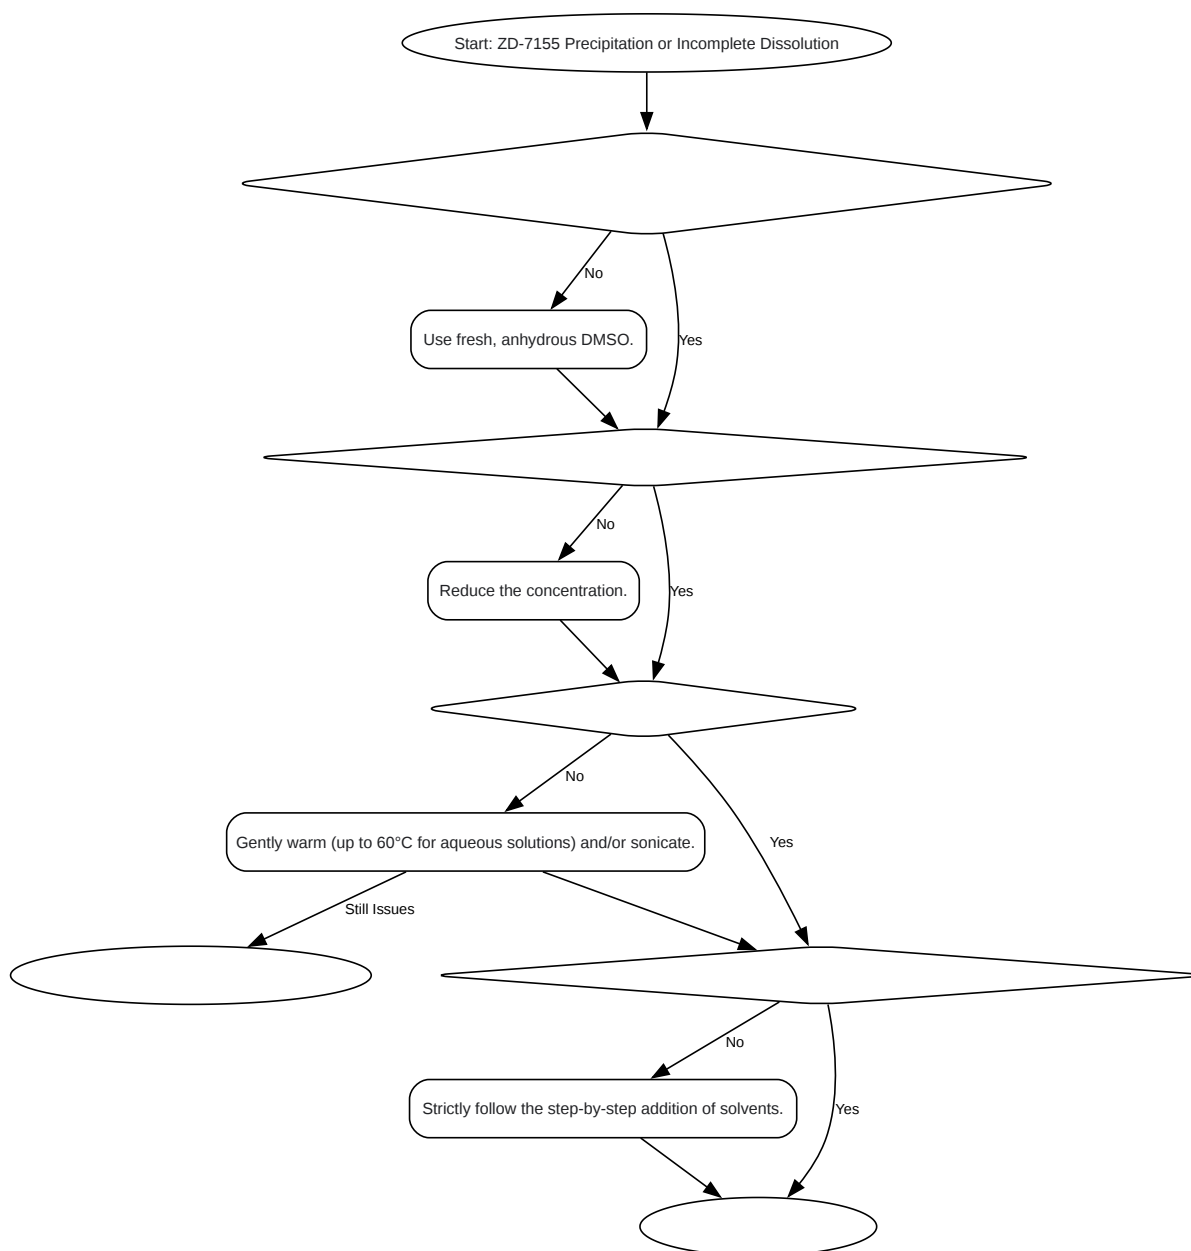 Start: ZD-7155 Precipitation or Incomplete Dissolution
No
Use fresh, anhydrous DMSO.
Yes
No
Reduce the concentration.
Yes
No
Gently warm (up to 60°C for aqueous solutions) and/or sonicate.
Yes
Still Issues
No
Strictly follow the step-by-step addition of solvents.
Yes